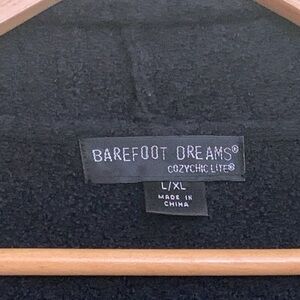 BAREFOOT DREAMS®
COZYCHIC LITE®
L/XL
MADE IN
CHINA